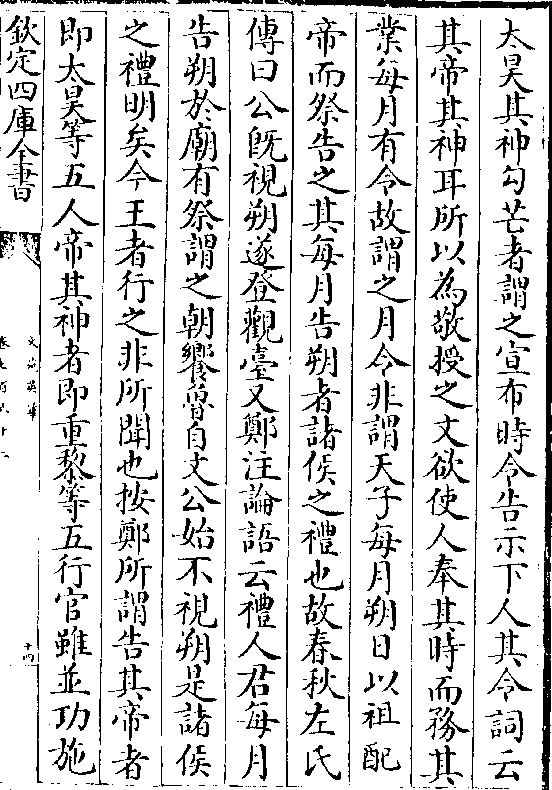 太昊其神勾芒者謂之宣布時令告示下人其令詞云
其帝其神耳所以為敬授之文欲使人奉其時而務其
業每月有令故謂之月令非謂天子每月朔日以祖配
帝而祭告之其每月告朔者諸侯之禮也故春秋左氏
傳曰公既視朔遂登觀臺又鄭注論語云禮人君每月
告朔於廟有祭謂之朝饗魯自文公始不視朔是諸侯
之禮明矣今王者行之非所聞也按鄭所謂告其帝者
即太昊等五人帝其神者即重黎等五行官雖並功施
欽定四庫全書
文苑英華
十四